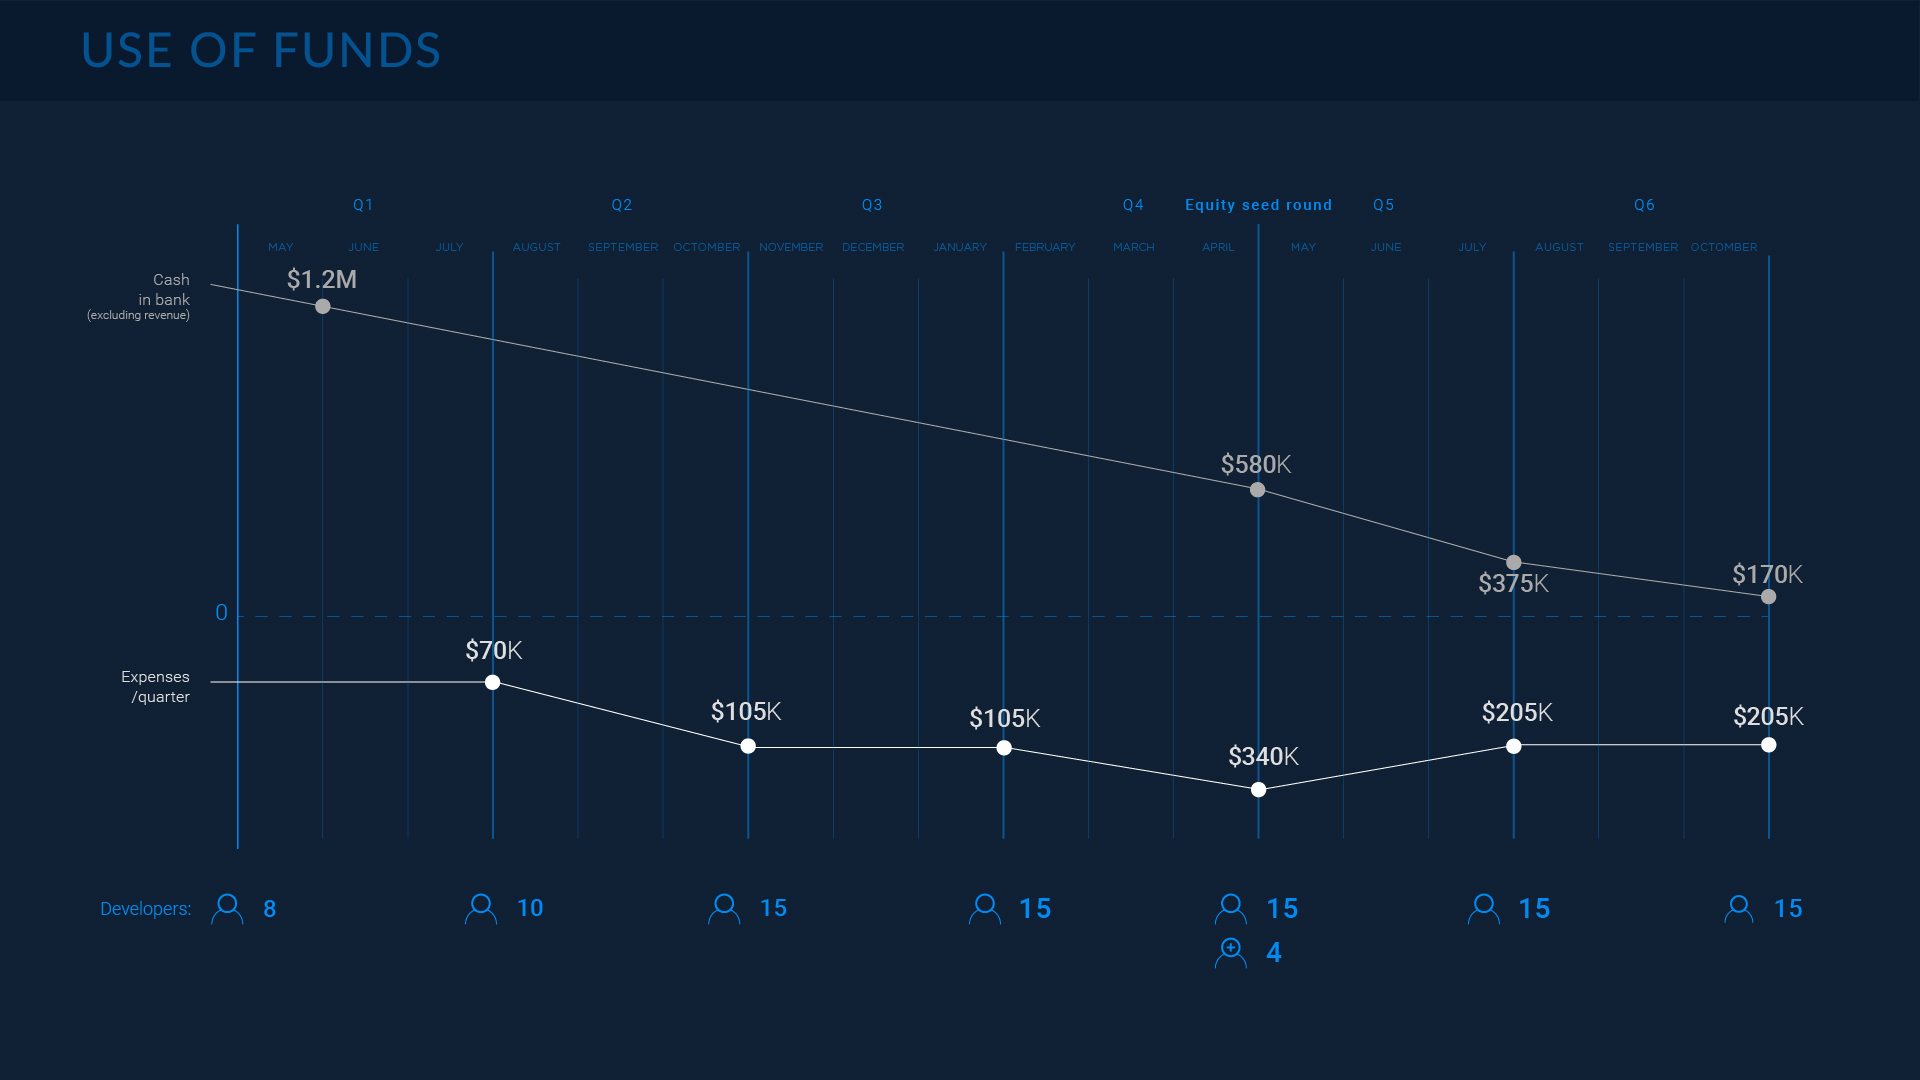 USE OF FUNDS
Q1 Q2 Q3 Q4 Equity seed round Q5 Q6
MAY JUNE JULY AUGUST SEPTEMBER OCTOMBER NOVEMBER DECEMBER JANUARY FEBRUARY MARCH APRIL MAY JUNE JULY AUGUST SEPTEMBER OCTOMBER
Cash
in bank
(excluding revenue)
$1.2M
$580K
$375K
$170K
0
Expenses
/quarter
$70K
$105K
$105K
$340K
$205K
$205K
Developers: 8 10 15 15 15 15 15
4